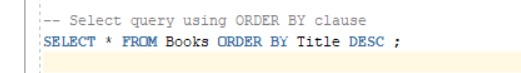 -- Select query using ORDER BY clause
SELECT * FROM Books ORDER BY Title DESC ;